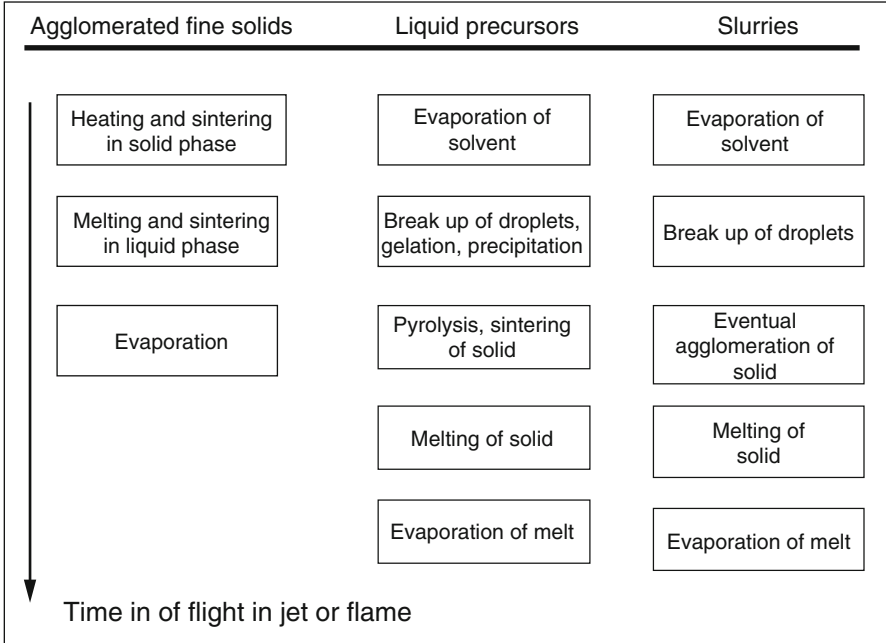 Agglomerated fine solids
Liquid precursors
Slurries
Heating and sintering
in solid phase
Evaporation of
solvent
Evaporation of
solvent
Melting and sintering
in liquid phase
Break up of droplets,
gelation, precipitation
Break up of droplets
Evaporation
Pyrolysis, sintering
of solid
Eventual
agglomeration of
solid
Melting of solid
Melting of
solid
Evaporation of melt
Evaporation of melt
Time in of flight in jet or flame